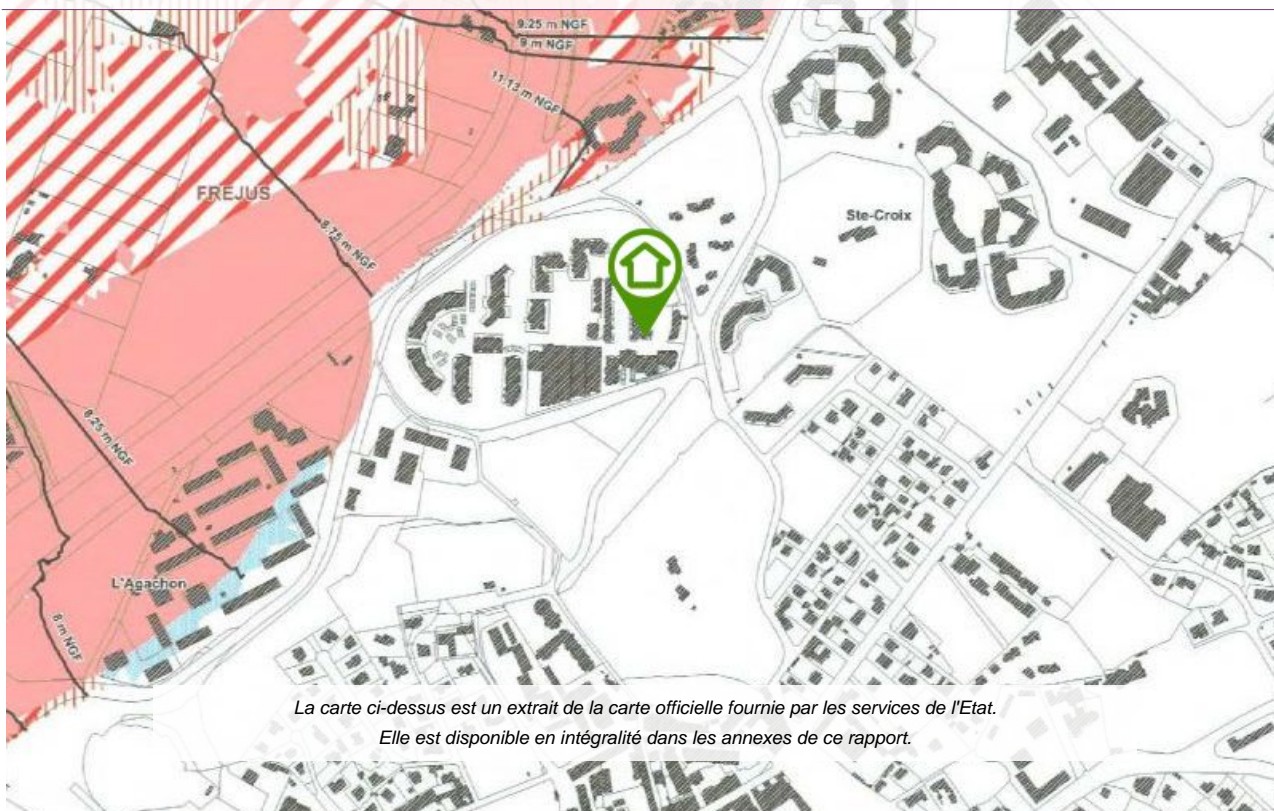 9.25 m NGF
9 m NGF
11.13 m NGF
FREJUS
8.75 m NGF
Ste-Croix
8.25 m NGF
L'Agachon
8 m NGF
La carte ci-dessus est un extrait de la carte officielle fournie par les services de l'Etat.
Elle est disponible en intégralité dans les annexes de ce rapport.